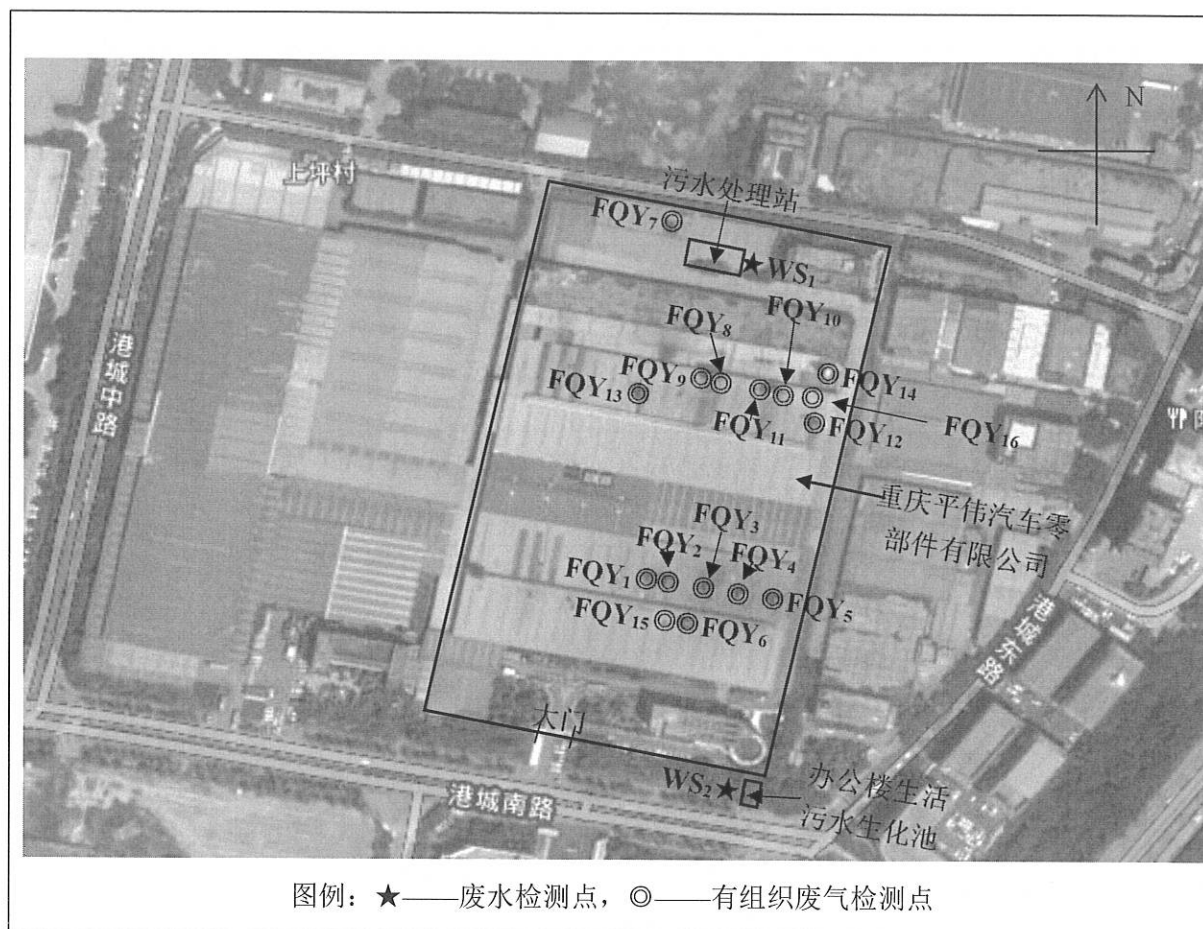 N
上坪村
污水处理站
FQY₇
WS₁
FQY₁₀
FQY₈
FQY₉
FQY₁₄
FQY₁₃
FQY₁₁
FQY₁₂
FQY₁₆
港城中路
重庆平伟汽车零
部件有限公司
FQY₃
FQY₂
FQY₄
FQY₁
FQY₅
FQY₁₅
FQY₆
港城东路
大门
WS₂
办公楼生活
污水生化池
港城南路
图例：★——废水检测点，◎——有组织废气检测点